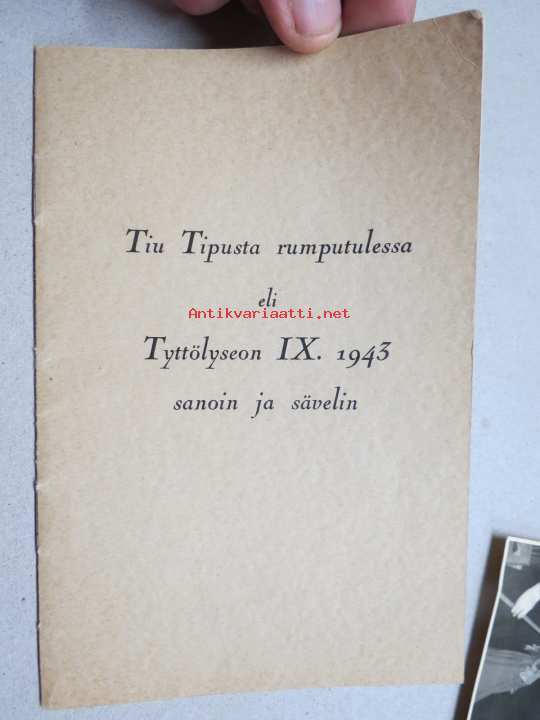 Tiu Tipusta rumputulessa
eli
Antikvariaatti.net
Tyttölyseon IX. 1943
sanoin ja sävelin